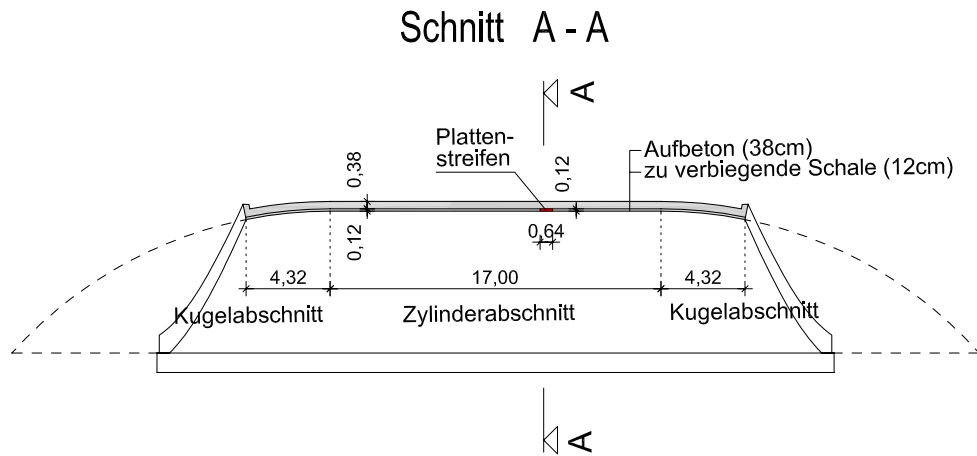 Schnitt A - A
A
Platten-
streifen
0,38
0,12
0,12
Aufbeton (38cm)
zu verbiegende Schale (12cm)
0,64
4,32
17,00
4,32
Kugelabschnitt
Zylinderabschnitt
Kugelabschnitt
A